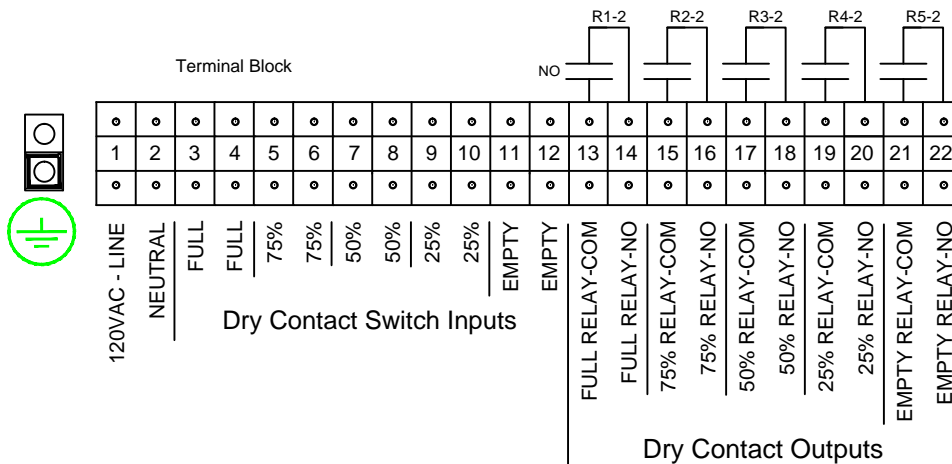 R1-2 R2-2 R3-2 R4-2 R5-2
Terminal Block
NO
1 2 3 4 5 6 7 8 9 10 11 12 13 14 15 16 17 18 19 20 21 22
120VAC - LINE
NEUTRAL
FULL
FULL
75%
75%
50%
50%
25%
25%
EMPTY
EMPTY
FULL RELAY-COM
FULL RELAY-NO
75% RELAY-COM
75% RELAY-NO
50% RELAY-COM
50% RELAY-NO
25% RELAY-COM
25% RELAY-NO
EMPTY RELAY-COM
EMPTY RELAY-NO
Dry Contact Switch Inputs
Dry Contact Outputs